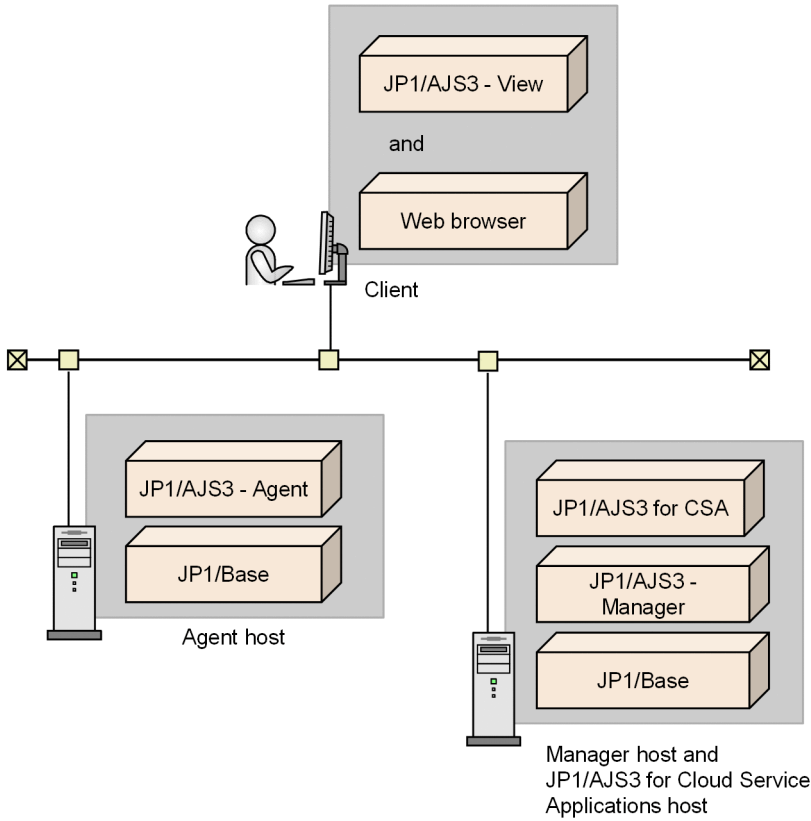 JP1/AJS3 - View
and
Web browser
Client
JP1/AJS3 - Agent
JP1/Base
Agent host
JP1/AJS3 for CSA
JP1/AJS3 -
Manager
JP1/Base
Manager host and
JP1/AJS3 for Cloud Service
Applications host